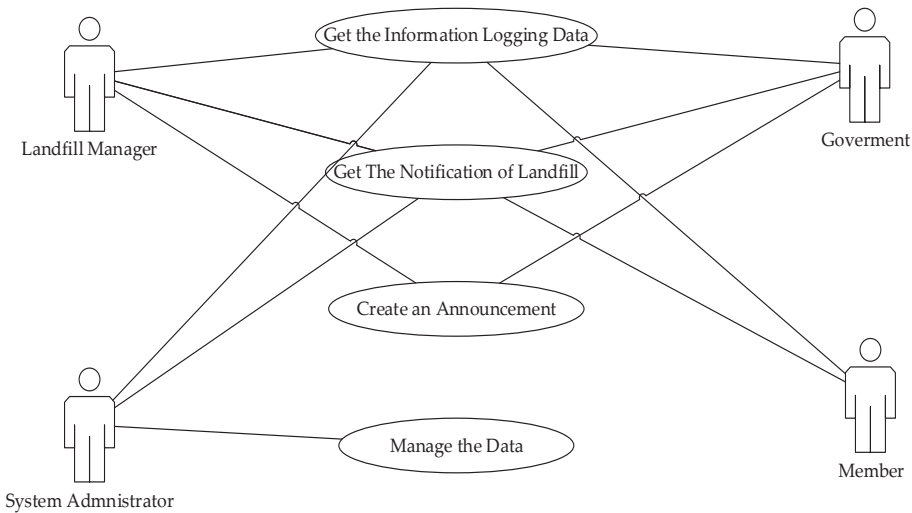 Get the Information Logging Data
Landfill Manager
Goverment
Get The Notification of Landfill
Create an Announcement
Manage the Data
Member
System Admnistrator